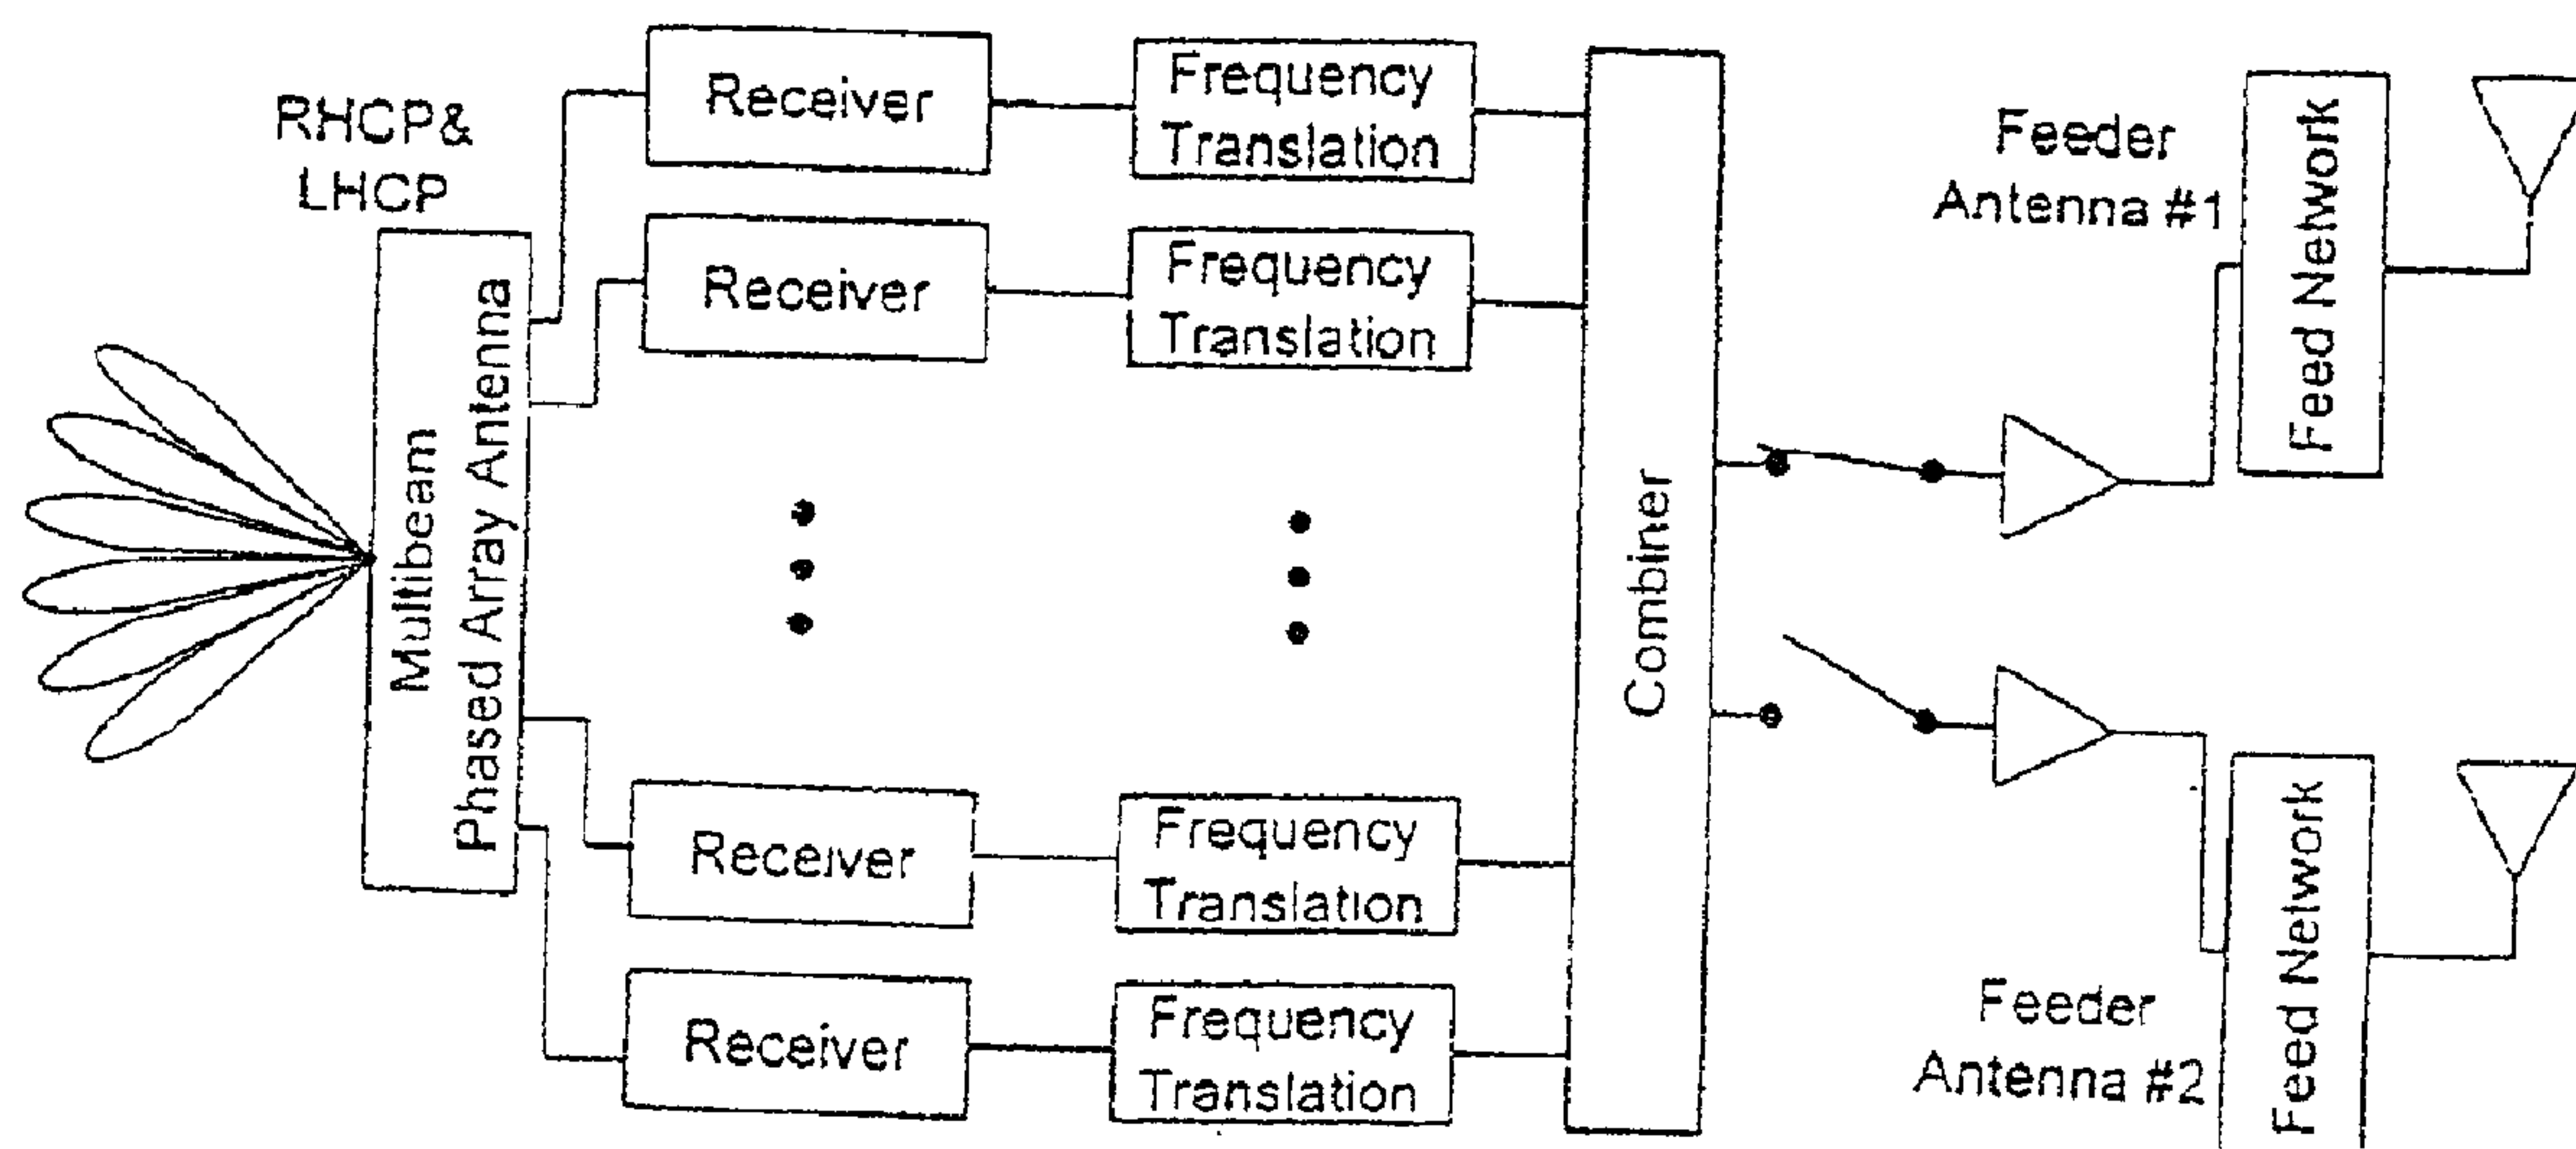 RHCP&
LHCP
Multibeam
Phased Array Antenna
Receiver
Frequency
Translation
Receiver
Frequency
Translation
Receiver
Frequency
Translation
Receiver
Frequency
Translation
Combiner
Feeder
Antenna #1
Feed Network
Feeder
Antenna #2
Feed Network